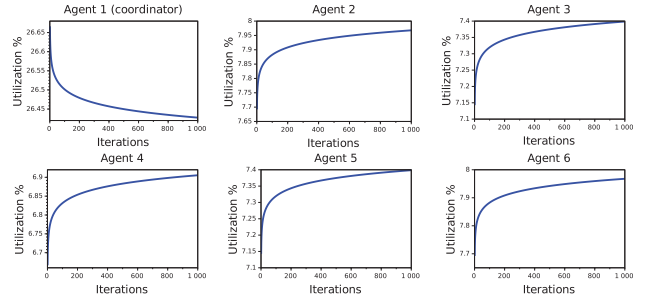 Agent 1 (coordinator)
Utilization %
26.65
26.6
26.55
26.5
26.45
0 200 400 600 800 1 000
Iterations
Agent 2
Utilization %
8
7.95
7.9
7.85
7.8
7.75
7.7
7.65
0 200 400 600 800 1 000
Iterations
Agent 3
Utilization %
7.4
7.35
7.3
7.25
7.2
7.15
7.1
0 200 400 600 800 1 000
Iterations
Agent 4
Utilization %
6.9
6.85
6.8
6.75
6.7
0 200 400 600 800 1 000
Iterations
Agent 5
Utilization %
7.4
7.35
7.3
7.25
7.2
7.15
7.1
0 200 400 600 800 1 000
Iterations
Agent 6
Utilization %
8
7.9
7.8
7.7
0 200 400 600 800 1 000
Iterations